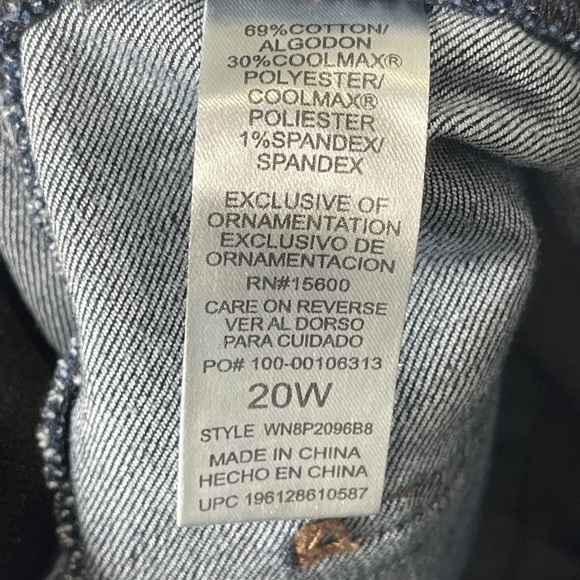 69%COTTON/
ALGODON
30%COOLMAX®
POLYESTER/
COOLMAX®
POLIESTER
1%SPANDEX/
SPANDEX
EXCLUSIVE OF
ORNAMENTATION
EXCLUSIVO DE
ORNAMENTACION
RN#15600
CARE ON REVERSE
VER AL DORSO
PARA CUIDADO
PO# 100-00106313
20W
STYLE WN8P2096B8
MADE IN CHINA
HECHO EN CHINA
UPC 196128610587